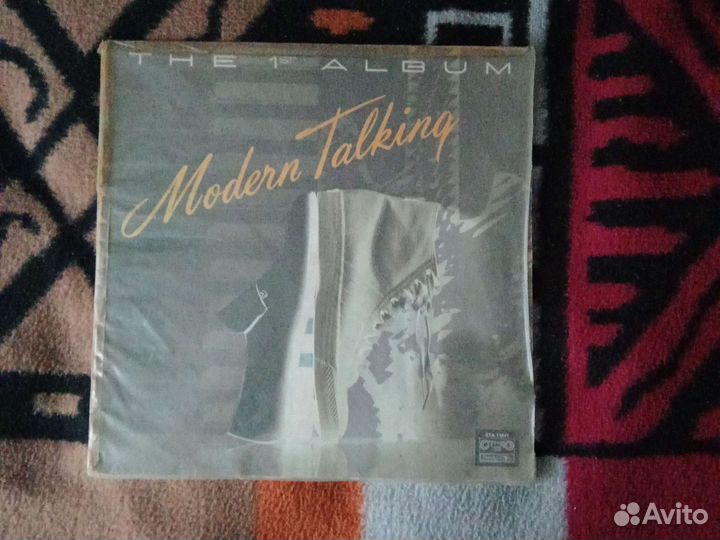 THE 1ST ALBUM
Modern Talking
Avito